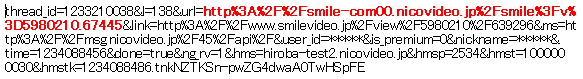 thread_id=1233210038&l=138&url=http%3A%2F%2Fsmile-com00.nicovideo.jp%2Fsmile%3Fv%
3D5980210.67445&link=http%3A%2F%2Fwww.smilevideo.jp%2Fview%2F5980210%2F639296&ms=ht
tp%3A%2F%2Fmsg.nicovideo.jp%2F45%2Fapi%2F&user_id=*****&is_premium=0&nickname=*****&
time=1234088456&done=true&ng_rv=1&hms=hiroba-test2.nicovideo.jp&hmsp=2534&hmst=100000
0030&hmstk=1234088486.tnkNZTKSn-pwZG4dwaA0TwHSpFE